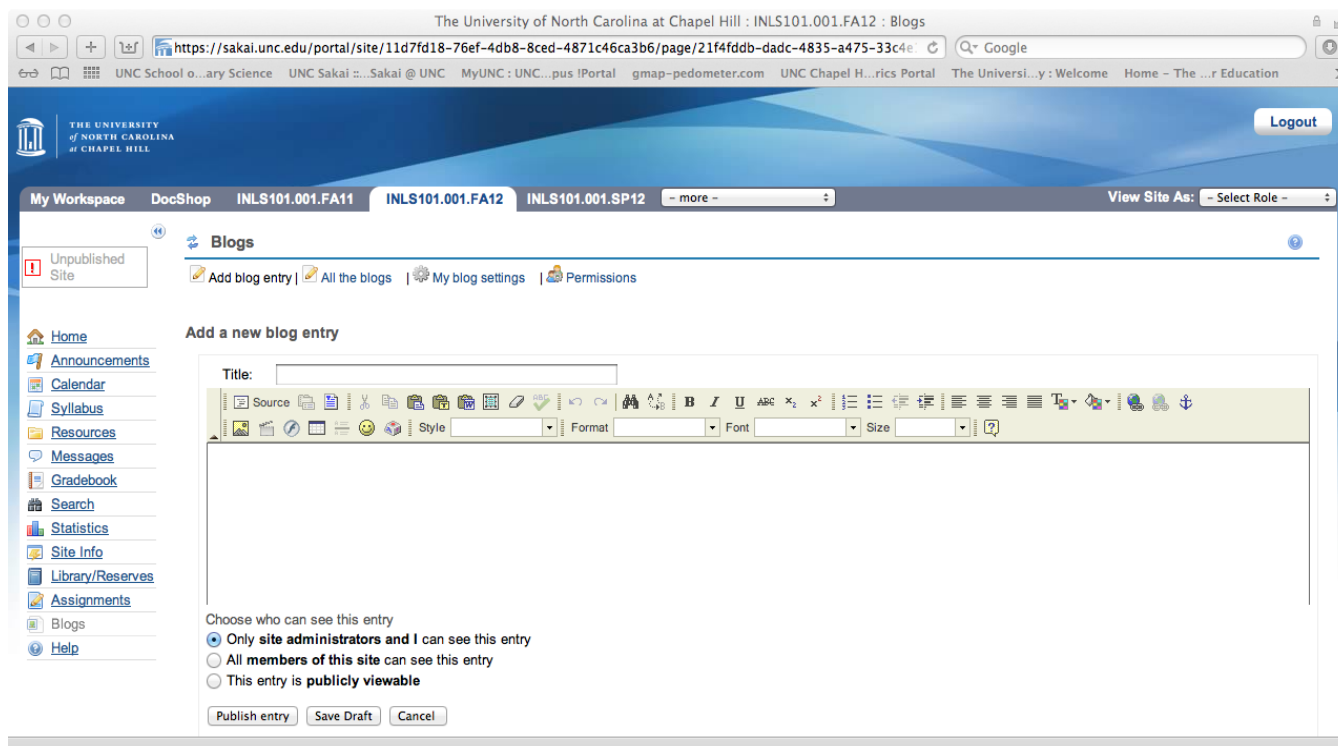 The University of North Carolina at Chapel Hill : INLS101.001.FA12 : Blogs
https://sakai.unc.edu/portal/site/11d7fd18-76ef-4db8-8ced-4871c46ca3b6/page/21f4fddb-dadc-4835-a475-33c4e
Google
UNC School o...ary Science UNC Sakai ::...Sakai @ UNC MyUNC : UNC...pus !Portal gmap-pedometer.com UNC Chapel H...rics Portal The Universi...y : Welcome Home – The ...r Education
THE UNIVERSITY
of NORTH CAROLINA
at CHAPEL HILL
Logout
My Workspace DocShop INLS101.001.FA11 INLS101.001.FA12 INLS101.001.SP12 - more - View Site As: - Select Role -
Unpublished
Site
Blogs
Add blog entry | All the blogs | My blog settings | Permissions
Home
Announcements
Calendar
Syllabus
Resources
Messages
Gradebook
Search
Statistics
Site Info
Library/Reserves
Assignments
Blogs
Help
Add a new blog entry
Title:
Source ABC B I U ABC x₂ x²
Style Format Font Size
Choose who can see this entry
Only site administrators and I can see this entry
All members of this site can see this entry
This entry is publicly viewable
Publish entry Save Draft Cancel